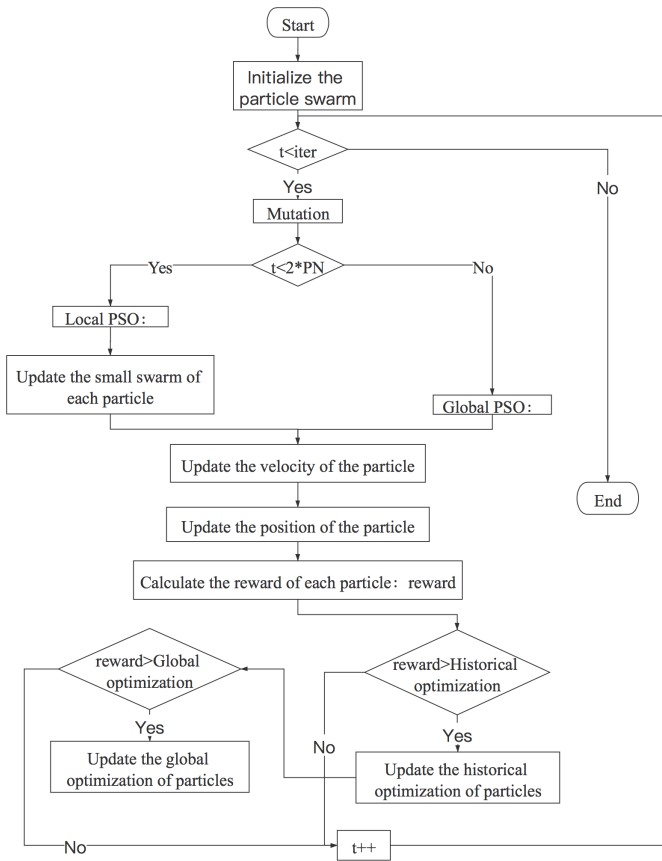 Start
Initialize the
particle swarm
t<iter
Yes
No
Mutation
t<2*PN
Yes
No
Local PSO：
Update the small swarm of
each particle
Global PSO：
Update the velocity of the particle
End
Update the position of the particle
Calculate the reward of each particle：reward
reward>Global
optimization
reward>Historical
optimization
Yes
Yes
No
Update the global
optimization of particles
Update the historical
optimization of particles
No
t++